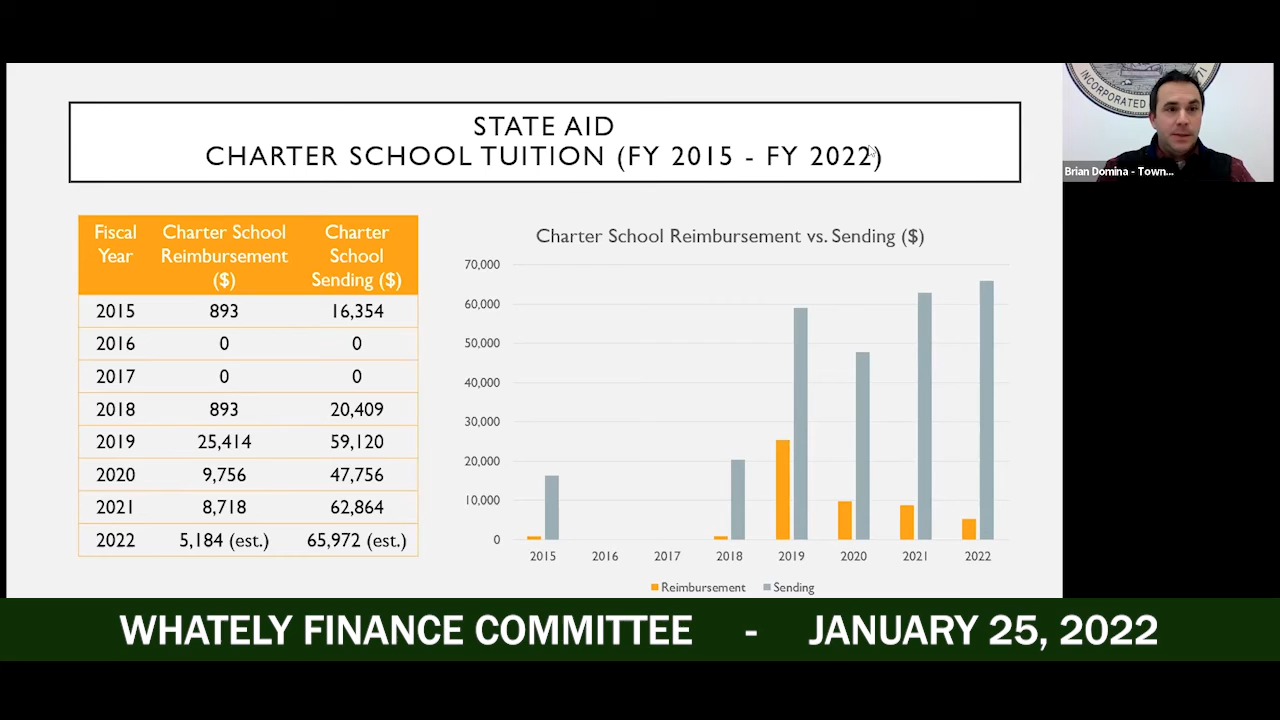 STATE AID
CHARTER SCHOOL TUITION (FY 2015 - FY 2022)
INCORPORATED
71
Brian Domina - Town...
Fiscal Year Charter School Reimbursement ($) Charter School Sending ($)
2015 893 16,354
2016 0 0
2017 0 0
2018 893 20,409
2019 25,414 59,120
2020 9,756 47,756
2021 8,718 62,864
2022 5,184 (est.) 65,972 (est.)
Charter School Reimbursement vs. Sending ($)
70,000
60,000
50,000
40,000
30,000
20,000
10,000
0
2015 2016 2017 2018 2019 2020 2021 2022
Reimbursement Sending
WHATELY FINANCE COMMITTEE - JANUARY 25, 2022